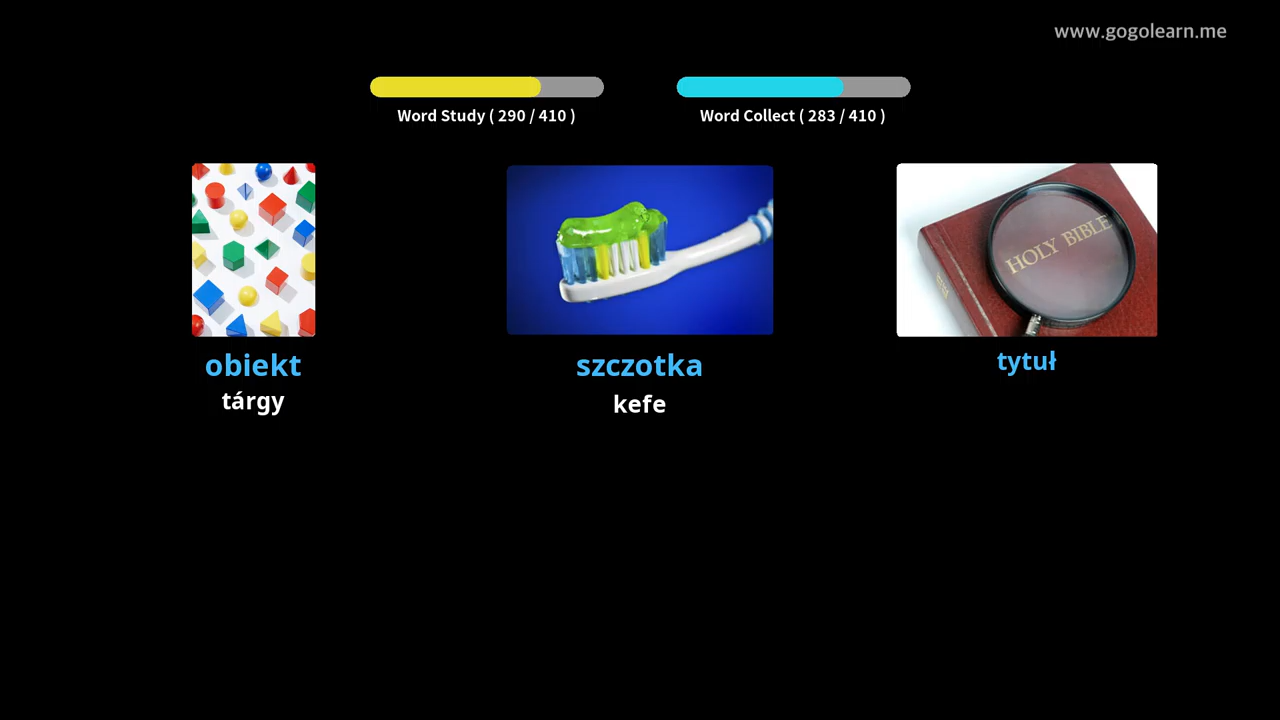 www.gogolearn.me
Word Study ( 290 / 410 )
Word Collect ( 283 / 410 )
HOLY BIBLE
obiekt
szczotka
tytuł
tárgy
kefe